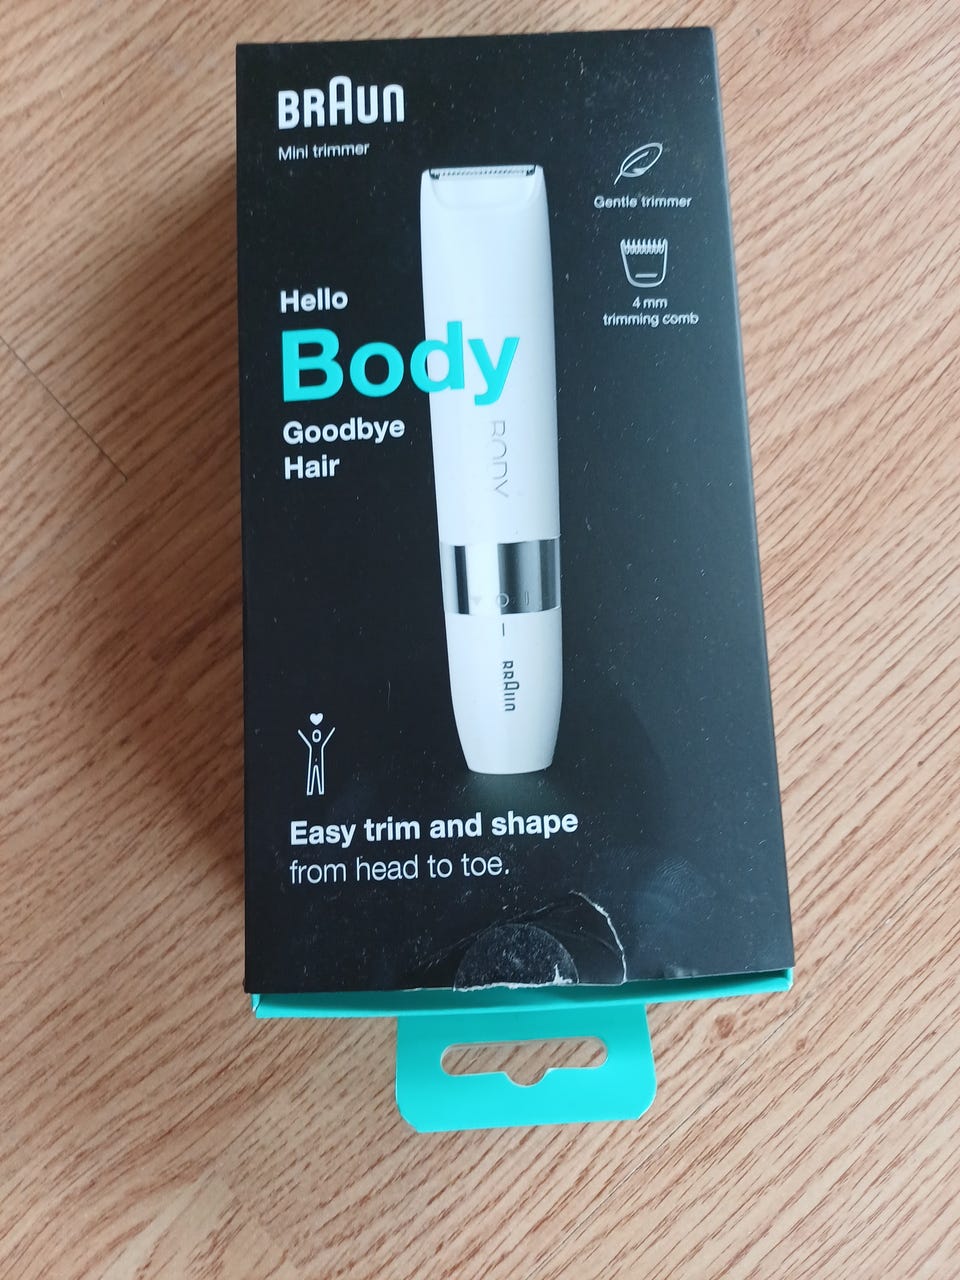 BRAUN
Mini trimmer
Gentle trimmer
4 mm
trimming comb
Hello
Body
Goodbye
Hair
BODY
BRAUN
Easy trim and shape
from head to toe.